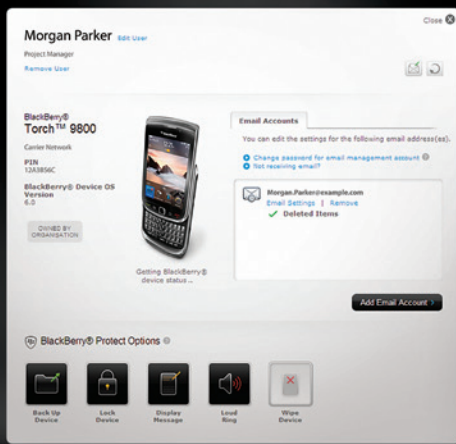 Close
Morgan Parker Edit User
Project Manager
Remove User
BlackBerry®
Torch™ 9800
Carrier Network
PIN
12A3856C
BlackBerry® Device OS
Version
6.0
OWNED BY
ORGANISATION
Getting BlackBerry®
device status ..
Email Accounts
You can edit the settings for the following email address(es).
Change password for email management account
Not receiving email?
Morgan.Parker@example.com
Email Settings | Remove
Deleted Items
Add Email Account
BlackBerry® Protect Options
Back Up
Device
Lock
Device
Display
Message
Loud
Ring
Wipe
Device